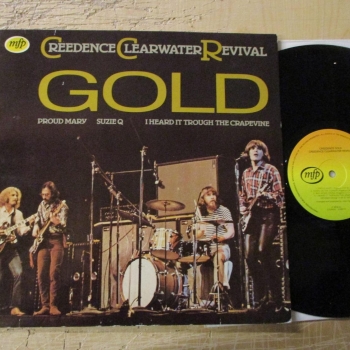 mfp
CREEDENCE CLEARWATER REVIVAL
GOLD
PROUD MARY SUZIE Q I HEARD IT TROUGH THE GRAPEVINE
mfp